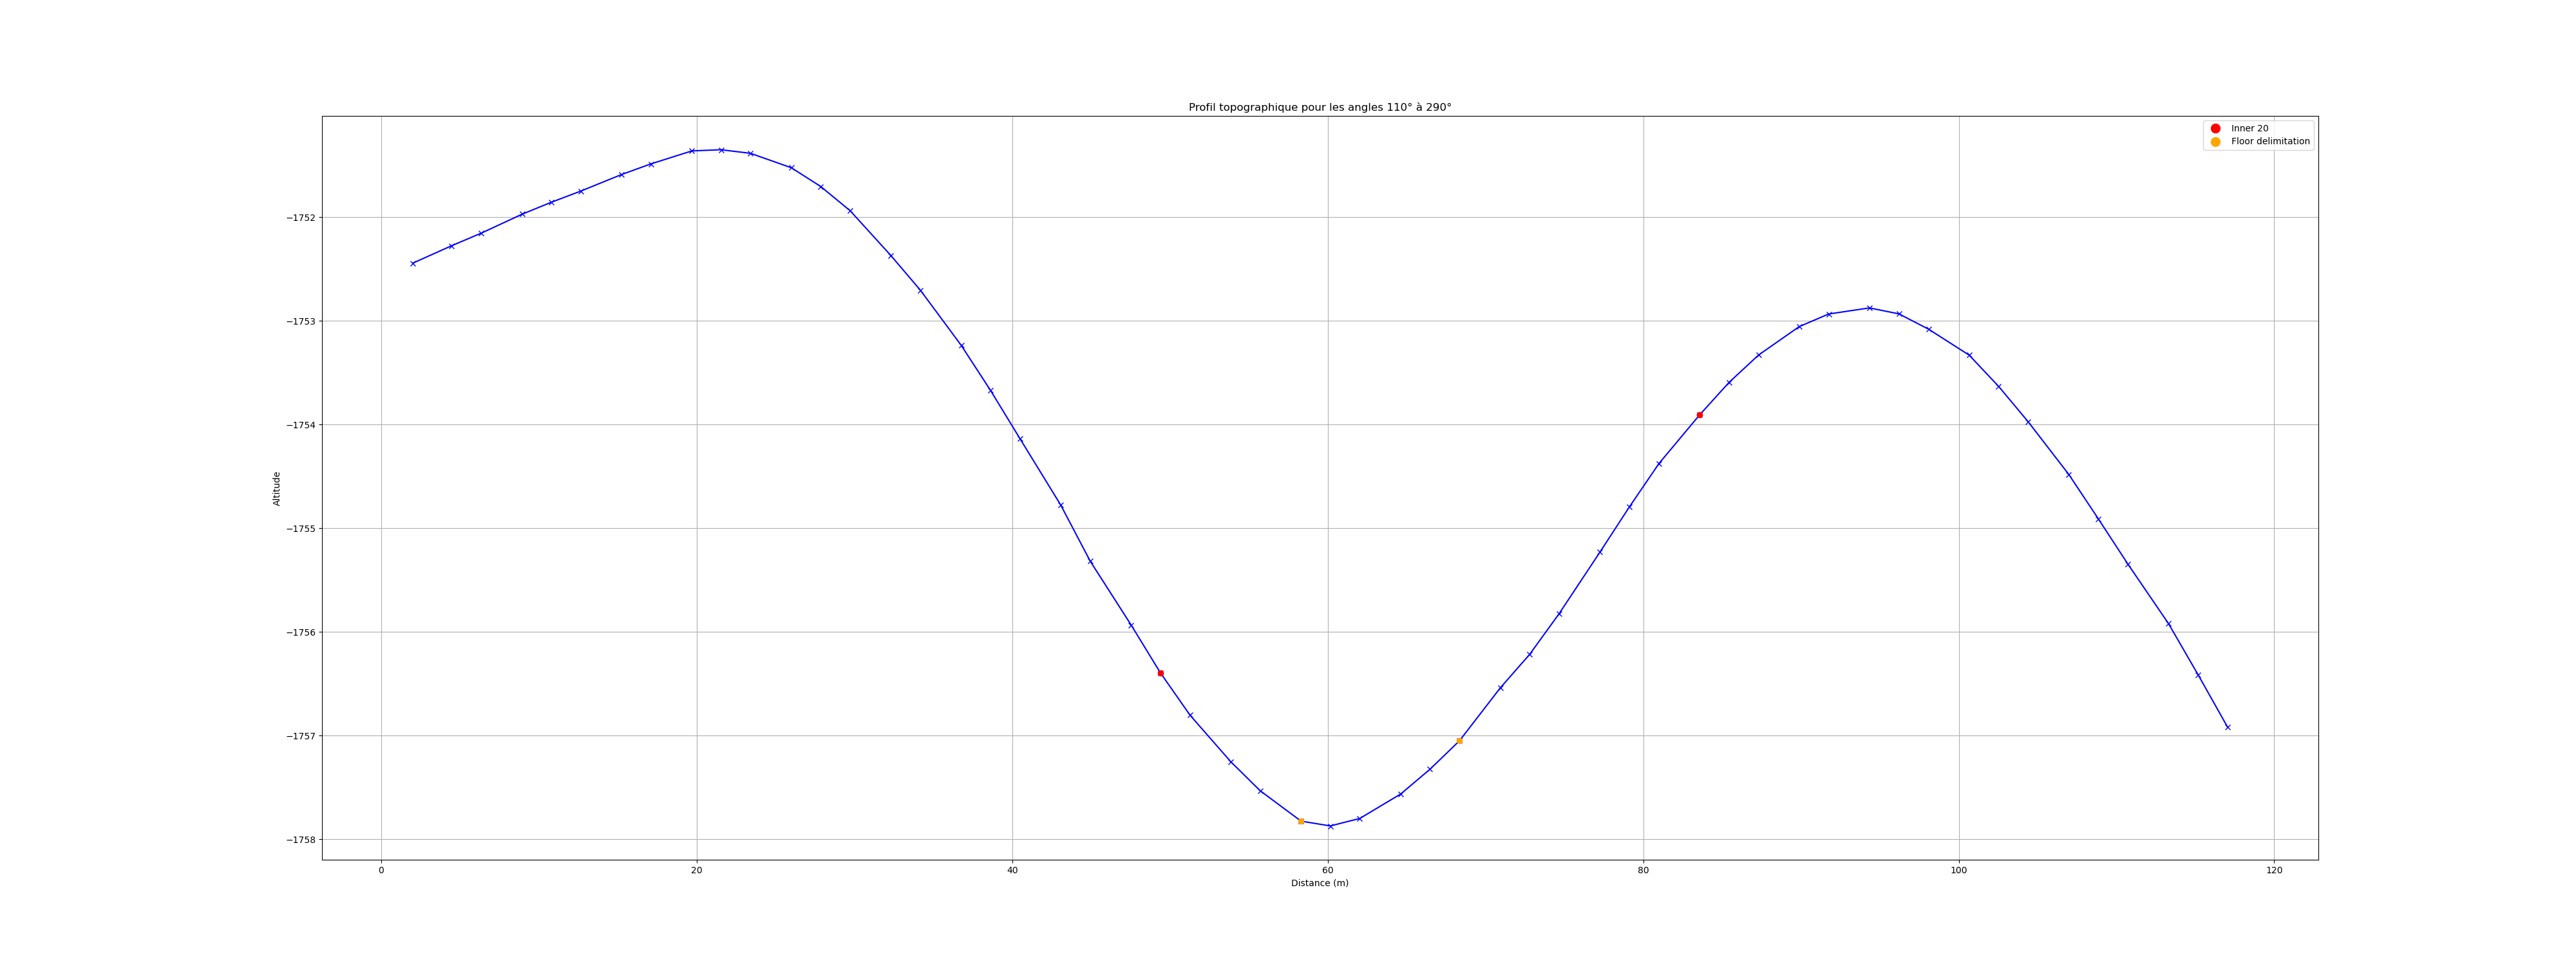 Profil topographique pour les angles 110° à 290°
Inner 20
Floor delimitation
Altitude
−1752
−1753
−1754
−1755
−1756
−1757
−1758
0
20
40
60
80
100
120
Distance (m)